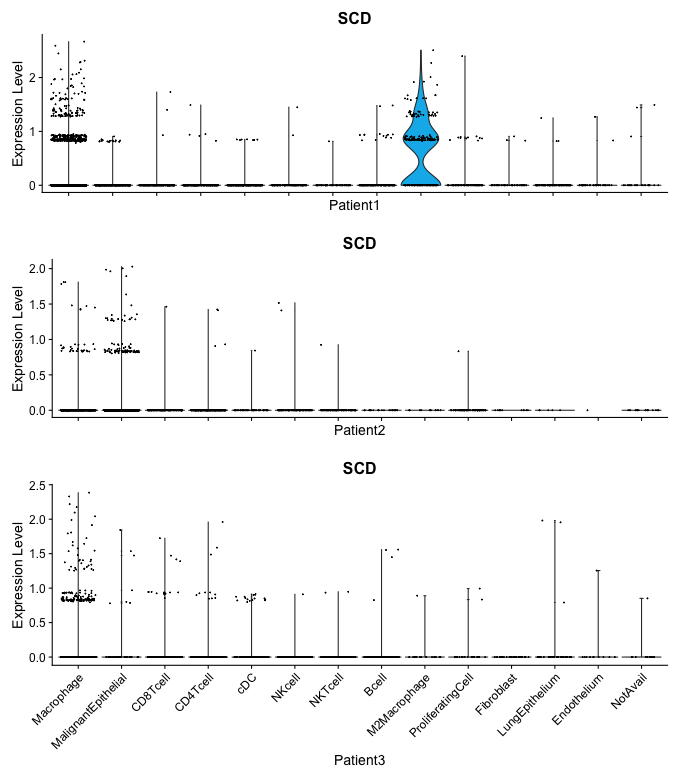 SCD
Expression Level
2
1
0
Patient1
SCD
Expression Level
2.0
1.5
1.0
0.5
0.0
Patient2
SCD
Expression Level
2.5
2.0
1.5
1.0
0.5
0.0
Macrophage
MalignantEpithelial
CD8Tcell
CD4Tcell
cDC
NKcell
NKTcell
Bcell
M2Macrophage
ProliferatingCell
Fibroblast
LungEpithelium
Endothelium
NotAvail
Patient3